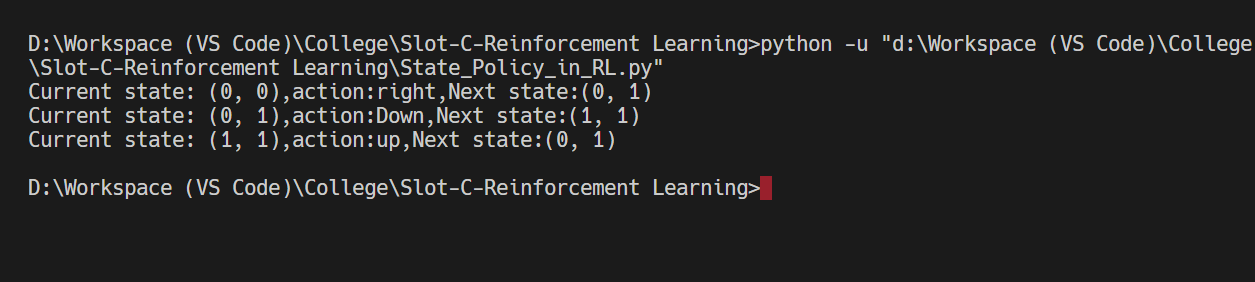 D:\Workspace (VS Code)\College\Slot-C-Reinforcement Learning>python -u "d:\Workspace (VS Code)\College
\Slot-C-Reinforcement Learning\State_Policy_in_RL.py"
Current state: (0, 0),action:right,Next state:(0, 1)
Current state: (0, 1),action:Down,Next state:(1, 1)
Current state: (1, 1),action:up,Next state:(0, 1)
D:\Workspace (VS Code)\College\Slot-C-Reinforcement Learning>